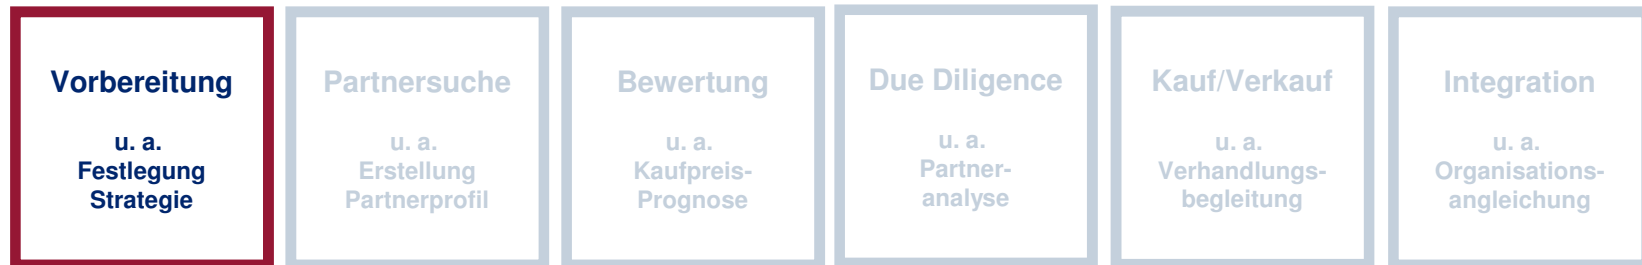 Vorbereitung
u. a.
Festlegung
Strategie
Partnersuche
u. a.
Erstellung
Partnerprofil
Bewertung
u. a.
Kaufpreis-
Prognose
Due Diligence
u. a.
Partner-
analyse
Kauf/Verkauf
u. a.
Verhandlungs-
begleitung
Integration
u. a.
Organisations-
angleichung